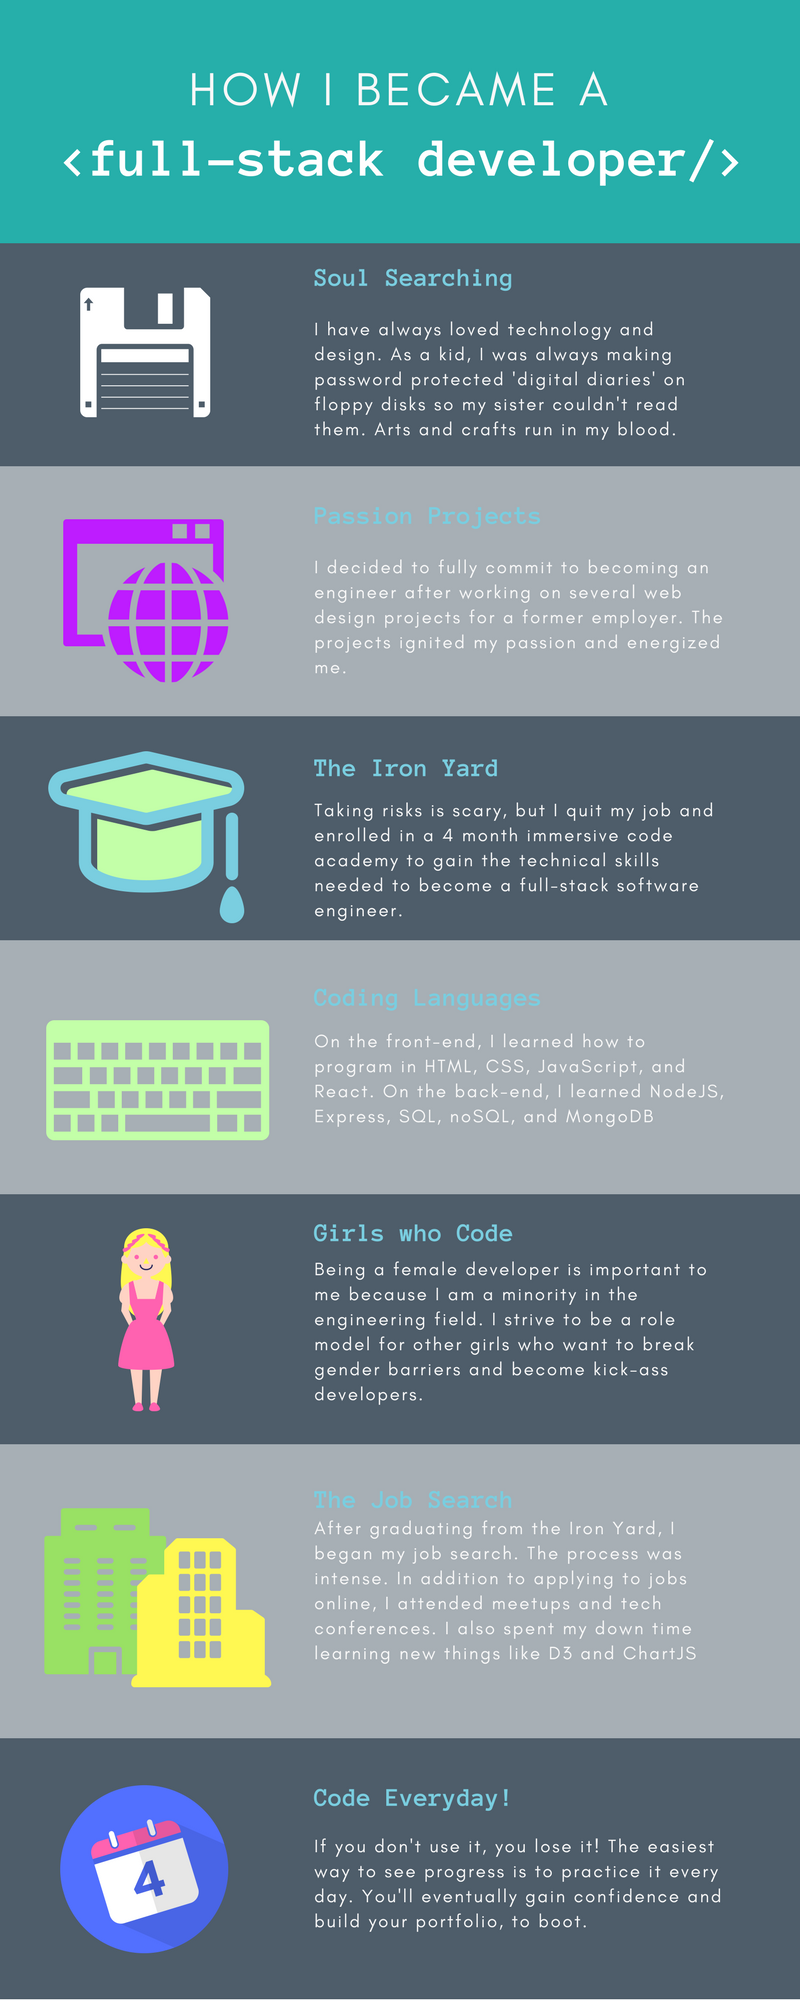 HOW I BECAME A
<full-stack developer/>
Soul Searching
I have always loved technology and
design. As a kid, I was always making
password protected 'digital diaries' on
floppy disks so my sister couldn't read
them. Arts and crafts run in my blood.
Passion Projects
I decided to fully commit to becoming an
engineer after working on several web
design projects for a former employer. The
projects ignited my passion and energized
me.
The Iron Yard
Taking risks is scary, but I quit my job and
enrolled in a 4 month immersive code
academy to gain the technical skills
needed to become a full-stack software
engineer.
Coding Languages
On the front-end, I learned how to
program in HTML, CSS, JavaScript, and
React. On the back-end, I learned NodeJS,
Express, SQL, noSQL, and MongoDB
Girls who Code
Being a female developer is important to
me because I am a minority in the
engineering field. I strive to be a role
model for other girls who want to break
gender barriers and become kick-ass
developers.
The Job Search
After graduating from the Iron Yard, I
began my job search. The process was
intense. In addition to applying to jobs
online, I attended meetups and tech
conferences. I also spent my down time
learning new things like D3 and ChartJS
4
Code Everyday!
If you don't use it, you lose it! The easiest
way to see progress is to practice it every
day. You'll eventually gain confidence and
build your portfolio, to boot.